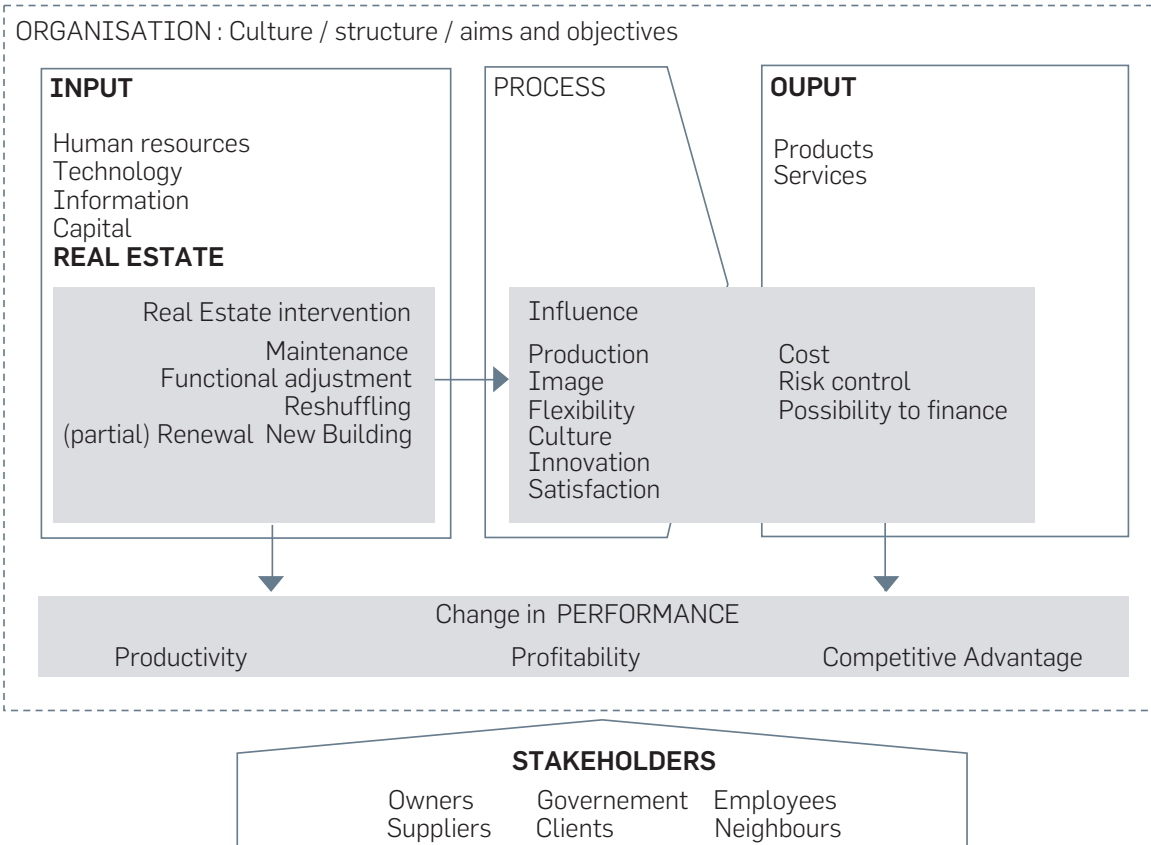 ORGANISATION : Culture / structure / aims and objectives
INPUT
Human resources
Technology
Information
Capital
REAL ESTATE
Real Estate intervention
Maintenance
Functional adjustment
Reshuffling
(partial) Renewal New Building
PROCESS
Influence
Production
Image
Flexibility
Culture
Innovation
Satisfaction
OUPUT
Products
Services
Cost
Risk control
Possibility to finance
Change in PERFORMANCE
Productivity Profitability Competitive Advantage
STAKEHOLDERS
Owners Governement Employees
Suppliers Clients Neighbours